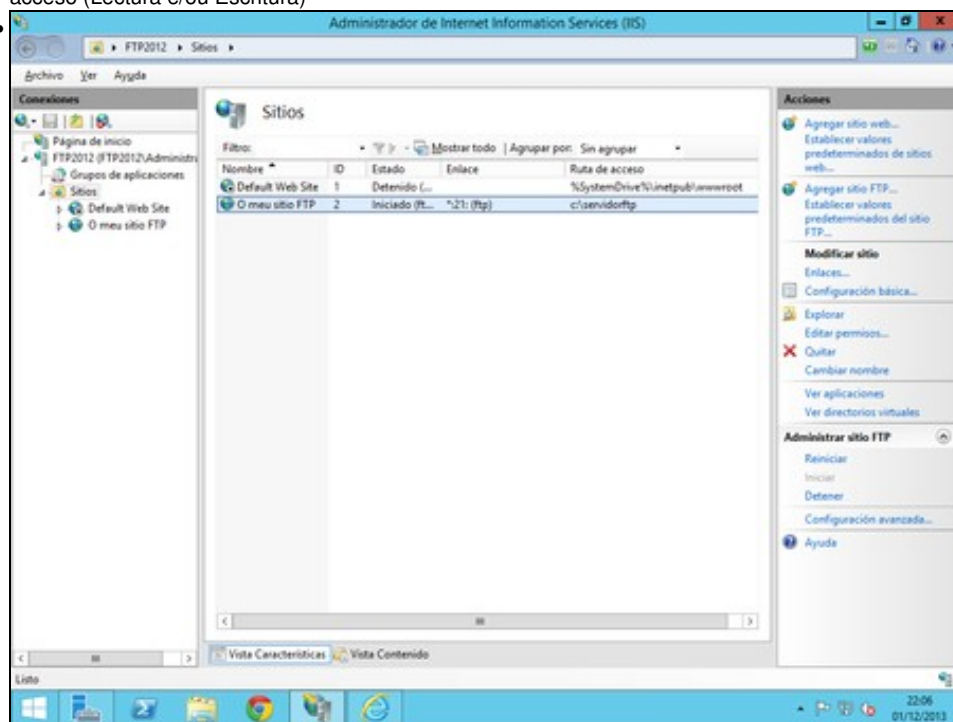 acceso (Lectura e/ou Escritura)
Administrador de Internet Information Services (IIS)
FTP2012 Sitios
Archivo Ver Ayuda
Conexiones
Página de inicio
FTP2012 (FTP2012\Administr
Grupos de aplicaciones
Sitios
Default Web Site
O meu sitio FTP
Sitios
Filtro: Mostrar todo Agrupar por: Sin agrupar
Nombre ID Estado Enlace Ruta de acceso
Default Web Site 1 Detenido (... %SystemDrive%\inetpub\wwwroot
O meu sitio FTP 2 Iniciado (ft... *:21: (ftp) c:\servidorftp
Vista Características Vista Contenido
Acciones
Agregar sitio web...
Establecer valores
predeterminados de sitios
web...
Agregar sitio FTP...
Establecer valores
predeterminados del sitio
FTP...
Modificar sitio
Enlaces...
Configuración básica...
Explorar
Editar permisos...
Quitar
Cambiar nombre
Ver aplicaciones
Ver directorios virtuales
Administrar sitio FTP
Reiniciar
Iniciar
Detener
Configuración avanzada...
Ayuda
Listo
22:06
01/12/2013